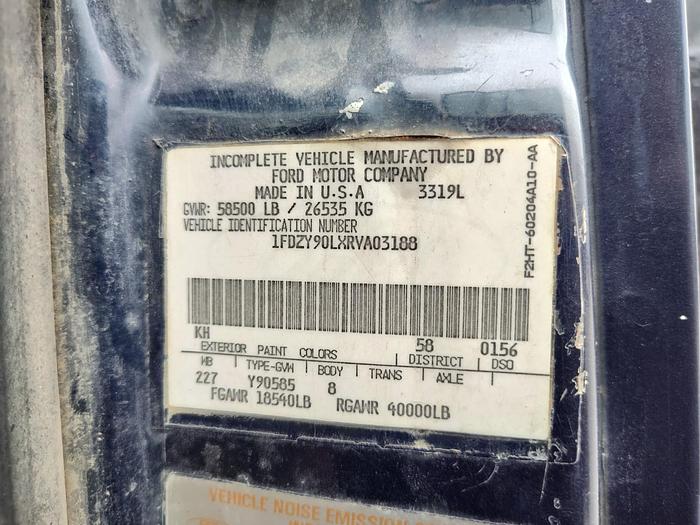 INCOMPLETE VEHICLE MANUFACTURED BY
FORD MOTOR COMPANY
MADE IN U.S.A 3319L
GVWR: 58500 LB / 26535 KG
VEHICLE IDENTIFICATION NUMBER
1FDZY90LXRVA03188
F2HT-60204A10-AA
KH 58 0156
EXTERIOR PAINT COLORS DISTRICT DSO
WB TYPE-GVW BODY TRANS AXLE
227 Y90585 8
FGAWR 18540LB RGAWR 40000LB
VEHICLE NOISE EMISSION